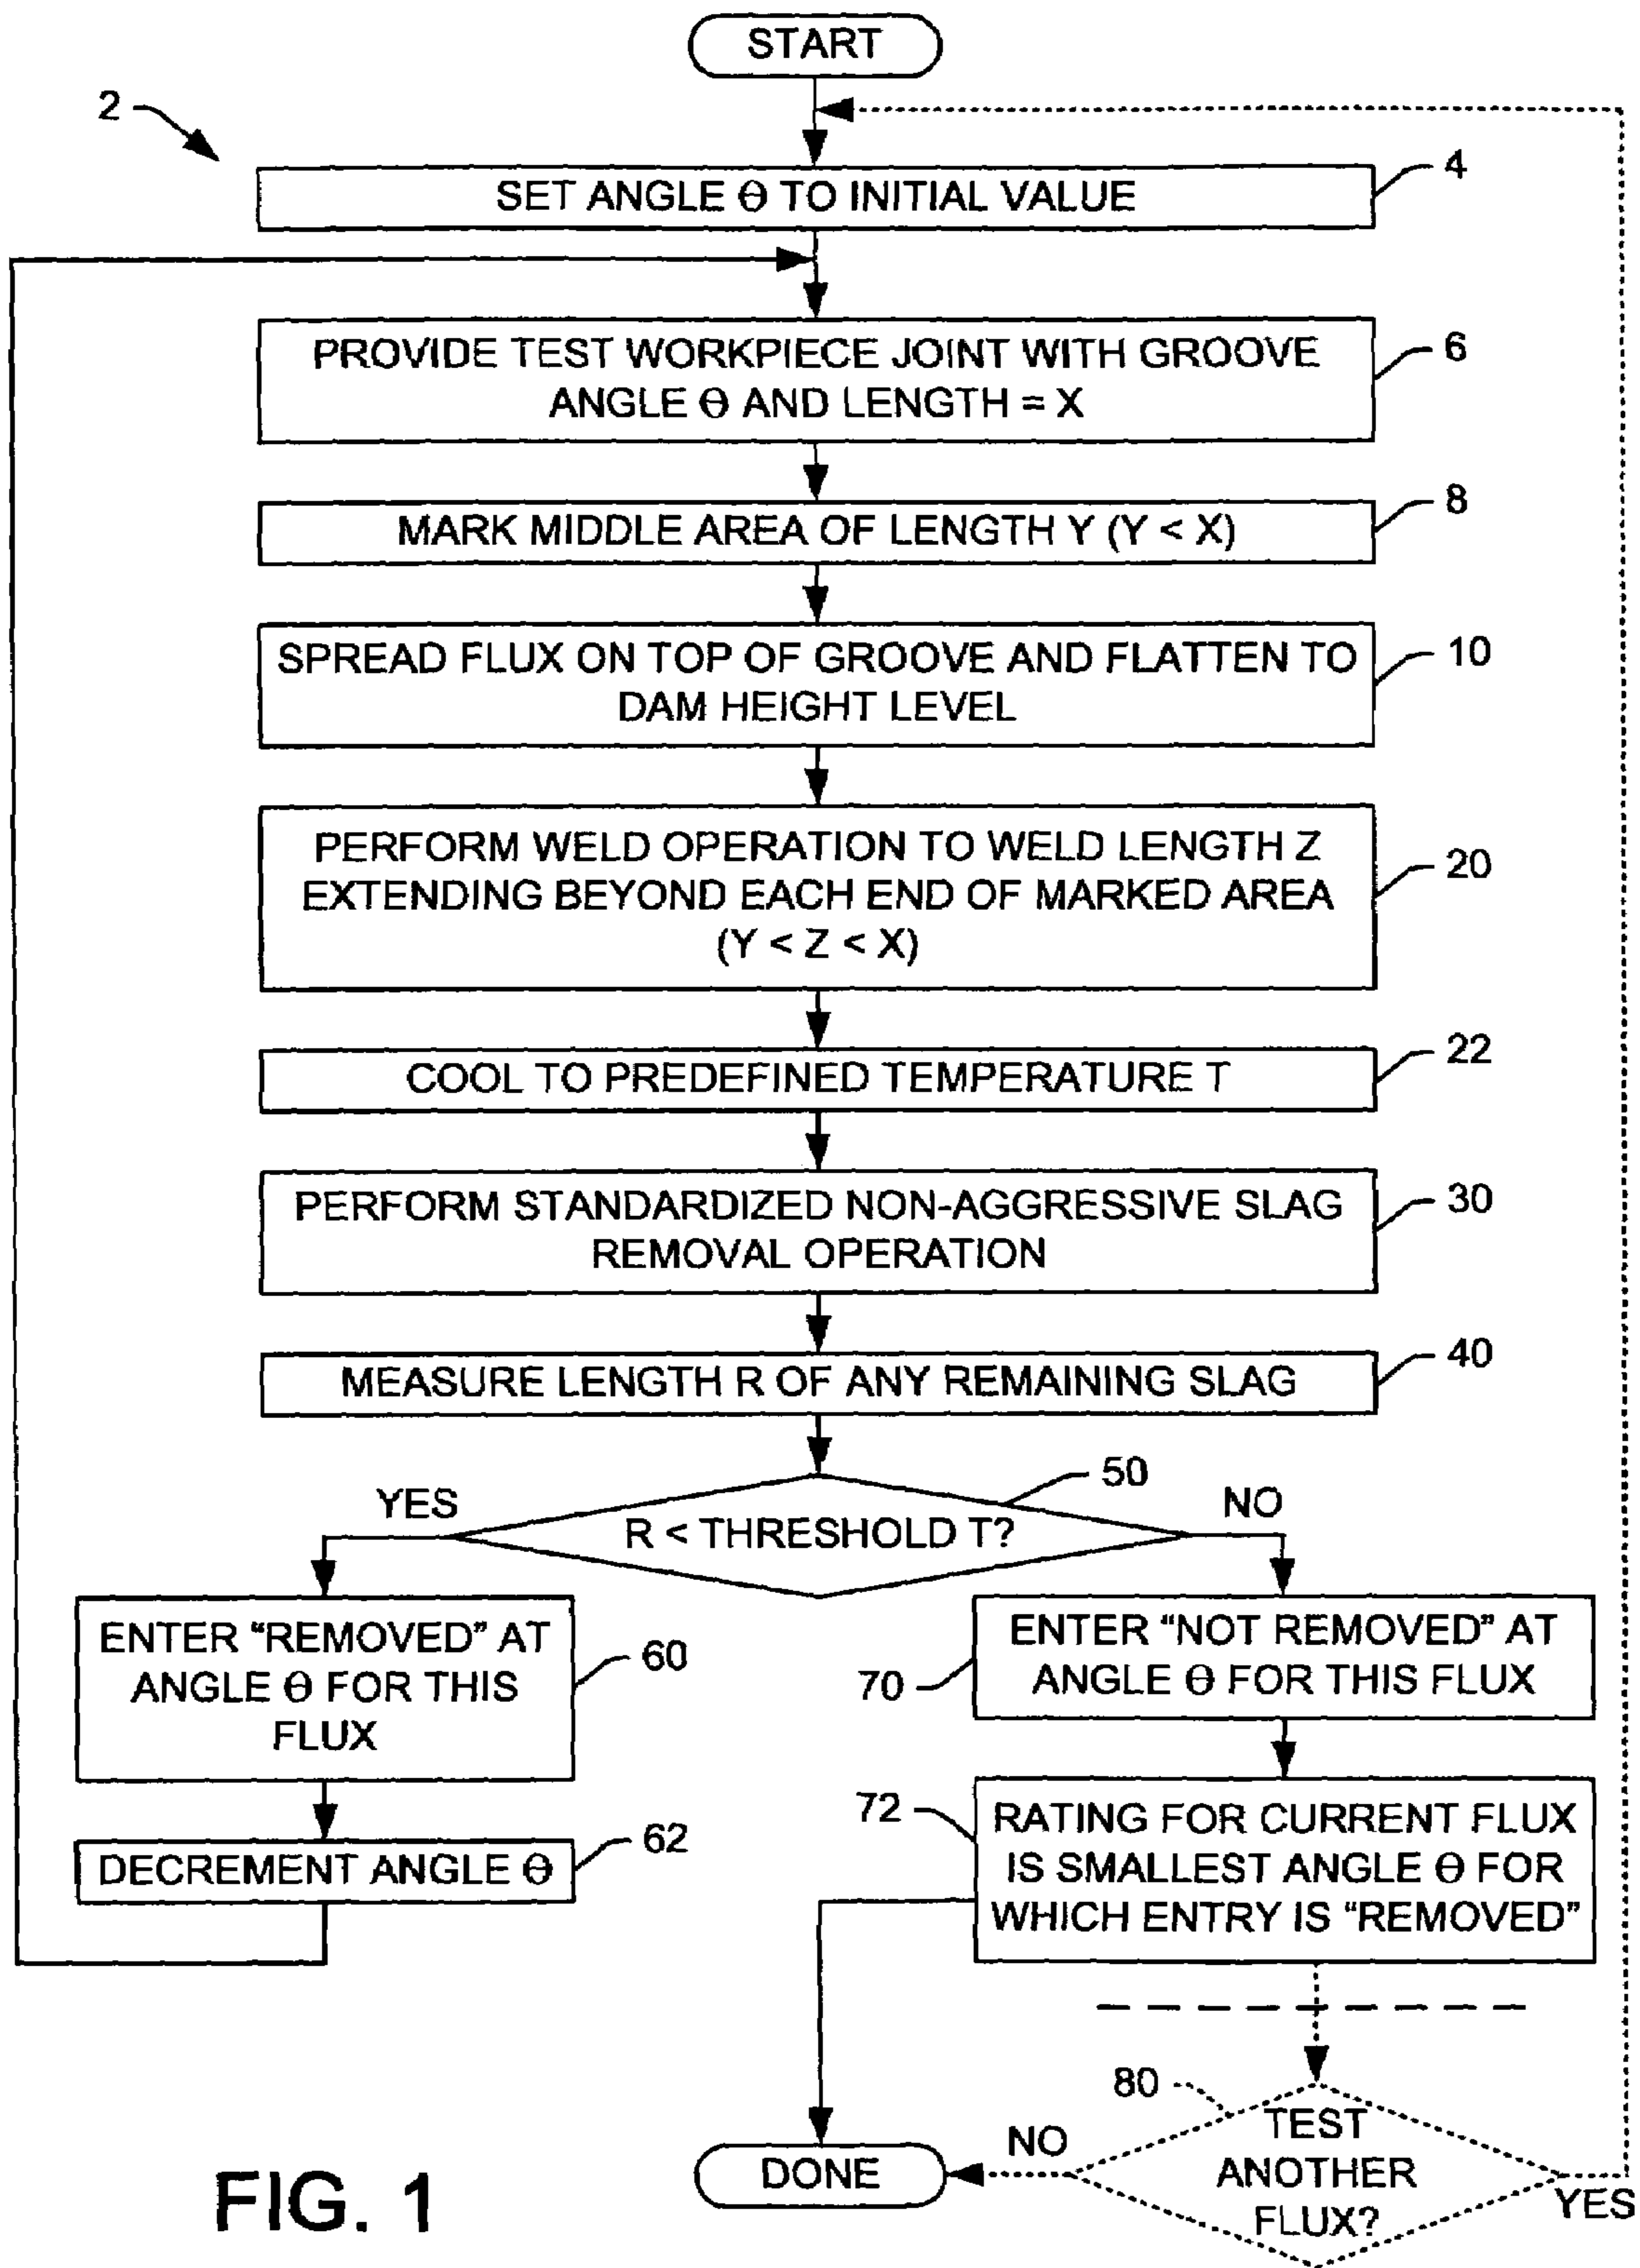 START
2
SET ANGLE Θ TO INITIAL VALUE
4
PROVIDE TEST WORKPIECE JOINT WITH GROOVE
ANGLE Θ AND LENGTH = X
6
MARK MIDDLE AREA OF LENGTH Y (Y < X)
8
SPREAD FLUX ON TOP OF GROOVE AND FLATTEN TO
DAM HEIGHT LEVEL
10
PERFORM WELD OPERATION TO WELD LENGTH Z
EXTENDING BEYOND EACH END OF MARKED AREA
(Y < Z < X)
20
COOL TO PREDEFINED TEMPERATURE T
22
PERFORM STANDARDIZED NON-AGGRESSIVE SLAG
REMOVAL OPERATION
30
MEASURE LENGTH R OF ANY REMAINING SLAG
40
R < THRESHOLD T?
50
YES
NO
ENTER “REMOVED” AT
ANGLE Θ FOR THIS
FLUX
60
DECREMENT ANGLE Θ
62
ENTER “NOT REMOVED” AT
ANGLE Θ FOR THIS FLUX
70
RATING FOR CURRENT FLUX
IS SMALLEST ANGLE Θ FOR
WHICH ENTRY IS “REMOVED”
72
80
TEST
ANOTHER
FLUX?
NO
YES
DONE
FIG. 1